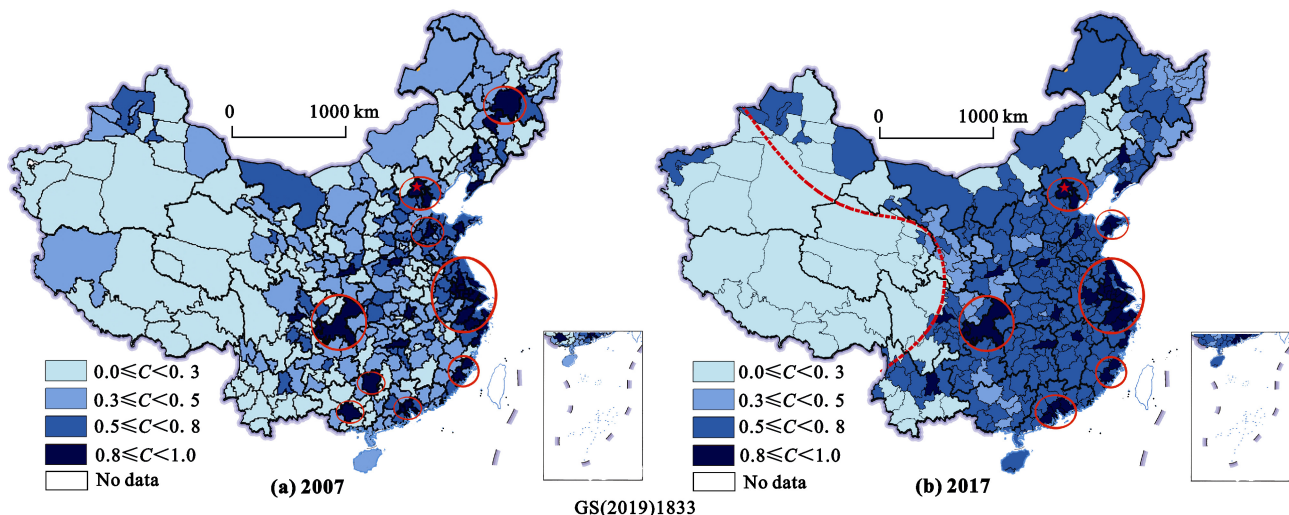 0 1000 km
0.0≤C<0. 3
0.3≤C<0. 5
0.5≤C<0. 8
0.8≤C<1.0
No data
(a) 2007
0 1000 km
0.0≤C<0. 3
0.3≤C<0. 5
0.5≤C<0. 8
0.8≤C<1.0
No data
(b) 2017
GS(2019)1833